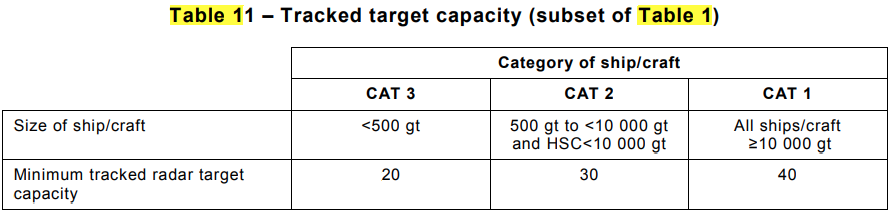 Table 11 – Tracked target capacity (subset of Table 1)
Category of ship/craft
CAT 3 CAT 2 CAT 1
Size of ship/craft <500 gt 500 gt to <10 000 gt All ships/craft
and HSC<10 000 gt ≥10 000 gt
Minimum tracked radar target 20 30 40
capacity